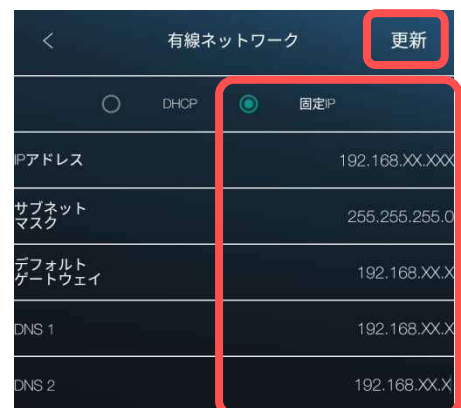 < 有線ネットワーク 更新
DHCP 固定IP
IPアドレス 192.168.XX.XXX
サブネット
マスク 255.255.255.0
デフォルト
ゲートウェイ 192.168.XX.X
DNS 1 192.168.XX.X
DNS 2 192.168.XX.X